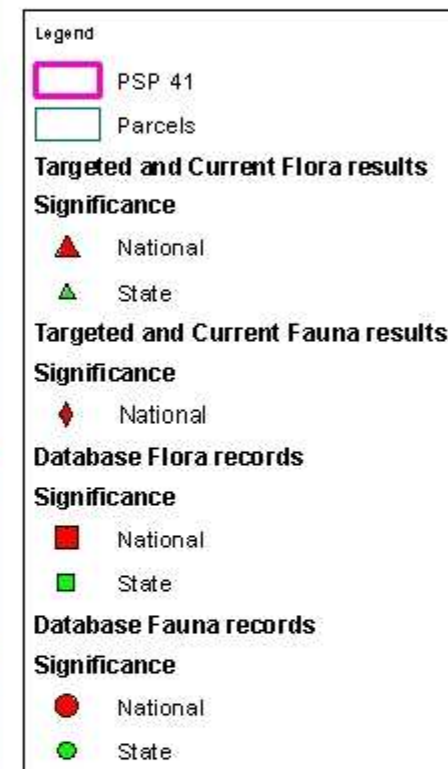 Legend
PSP 41
Parcels
Targeted and Current Flora results
Significance
National
State
Targeted and Current Fauna results
Significance
National
Database Flora records
Significance
National
State
Database Fauna records
Significance
National
State